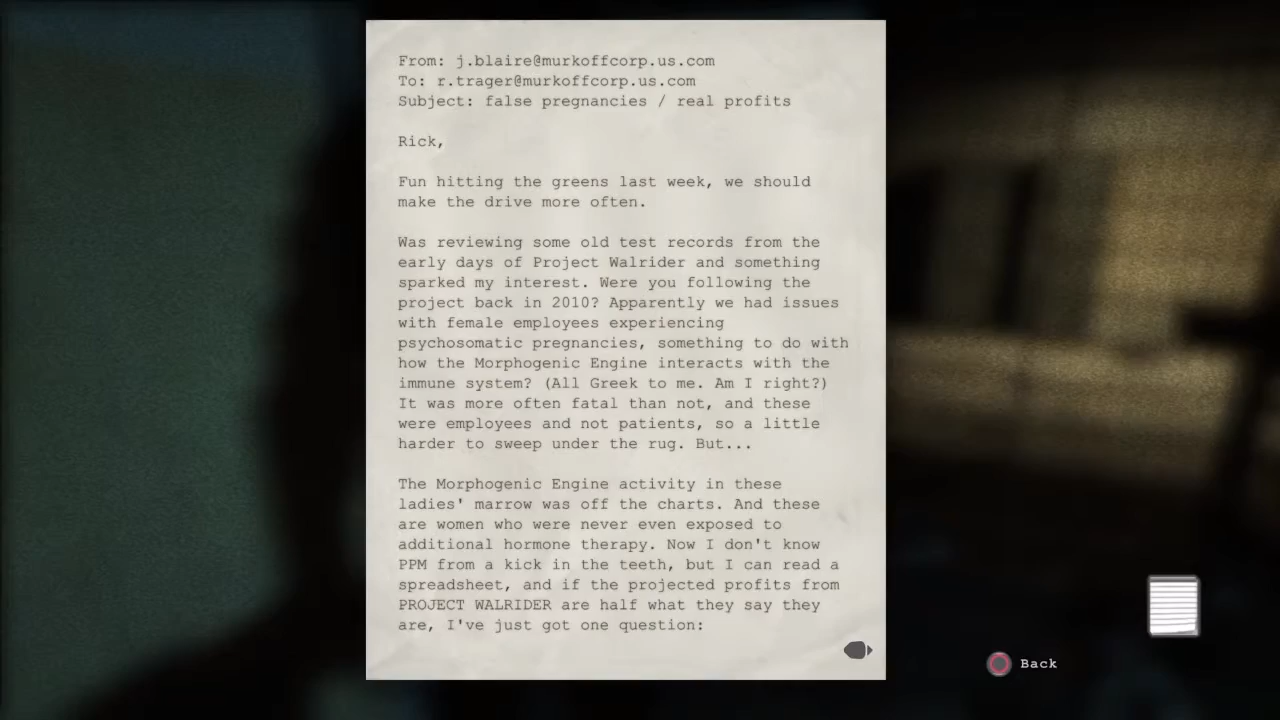 From: j.blaire@murkoffcorp.us.com
To: r.trager@murkoffcorp.us.com
Subject: false pregnancies / real profits
Rick,
Fun hitting the greens last week, we should
make the drive more often.
Was reviewing some old test records from the
early days of Project Walrider and something
sparked my interest. Were you following the
project back in 2010? Apparently we had issues
with female employees experiencing
psychosomatic pregnancies, something to do with
how the Morphogenic Engine interacts with the
immune system? (All Greek to me. Am I right?)
It was more often fatal than not, and these
were employees and not patients, so a little
harder to sweep under the rug. But...
The Morphogenic Engine activity in these
ladies' marrow was off the charts. And these
are women who were never even exposed to
additional hormone therapy. Now I don't know
PPM from a kick in the teeth, but I can read a
spreadsheet, and if the projected profits from
PROJECT WALRIDER are half what they say they
are, I've just got one question:
Back